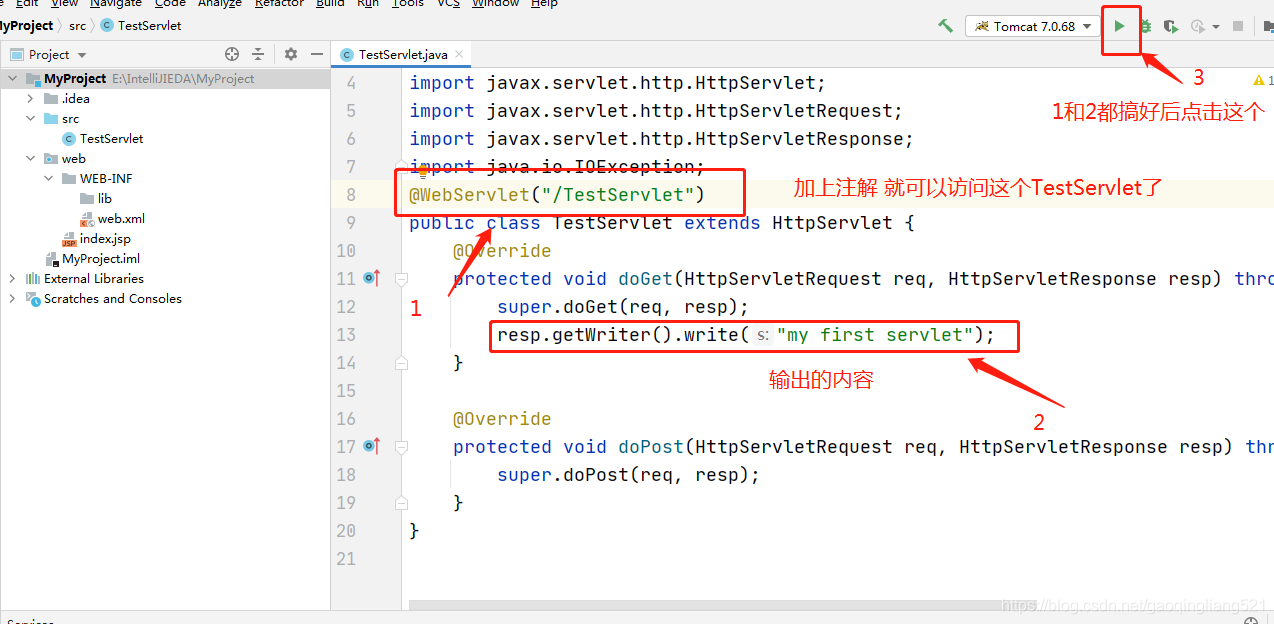 Edit View Navigate Code Analyze Refactor Build Run Tools VCS Window Help
MyProject src TestServlet
Tomcat 7.0.68
Project
TestServlet.java
MyProject E:\IntelliJIEDA\MyProject
.idea
src
TestServlet
web
WEB-INF
lib
web.xml
index.jsp
MyProject.iml
External Libraries
Scratches and Consoles
4 import javax.servlet.http.HttpServlet;
5 import javax.servlet.http.HttpServletRequest;
6 import javax.servlet.http.HttpServletResponse;
7 import java.io.IOException;
8 @WebServlet("/TestServlet")
9 public class TestServlet extends HttpServlet {
10 @Override
11 protected void doGet(HttpServletRequest req, HttpServletResponse resp) thro
12 super.doGet(req, resp);
13 resp.getWriter().write( s: "my first servlet");
14 }
15
16 @Override
17 protected void doPost(HttpServletRequest req, HttpServletResponse resp) thr
18 super.doPost(req, resp);
19 }
20 }
21
3
1
1和2都搞好后点击这个
加上注解 就可以访问这个TestServlet了
1
输出的内容
2
https://blog.csdn.net/gaoqingliang521
Services